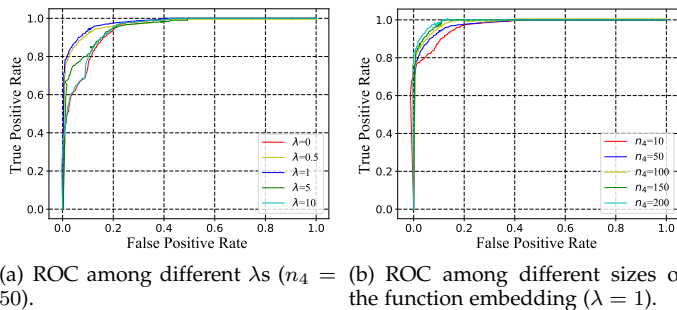 1.0
0.8
0.6
0.4
0.2
0.0
True Positive Rate
0.0 0.2 0.4 0.6 0.8 1.0
False Positive Rate
λ=0
λ=0.5
λ=1
λ=5
λ=10
(a) ROC among different λs (n₄ =
50).
1.0
0.8
0.6
0.4
0.2
0.0
True Positive Rate
0.0 0.2 0.4 0.6 0.8 1.0
False Positive Rate
n₄=10
n₄=50
n₄=100
n₄=150
n₄=200
(b) ROC among different sizes o
the function embedding (λ = 1).